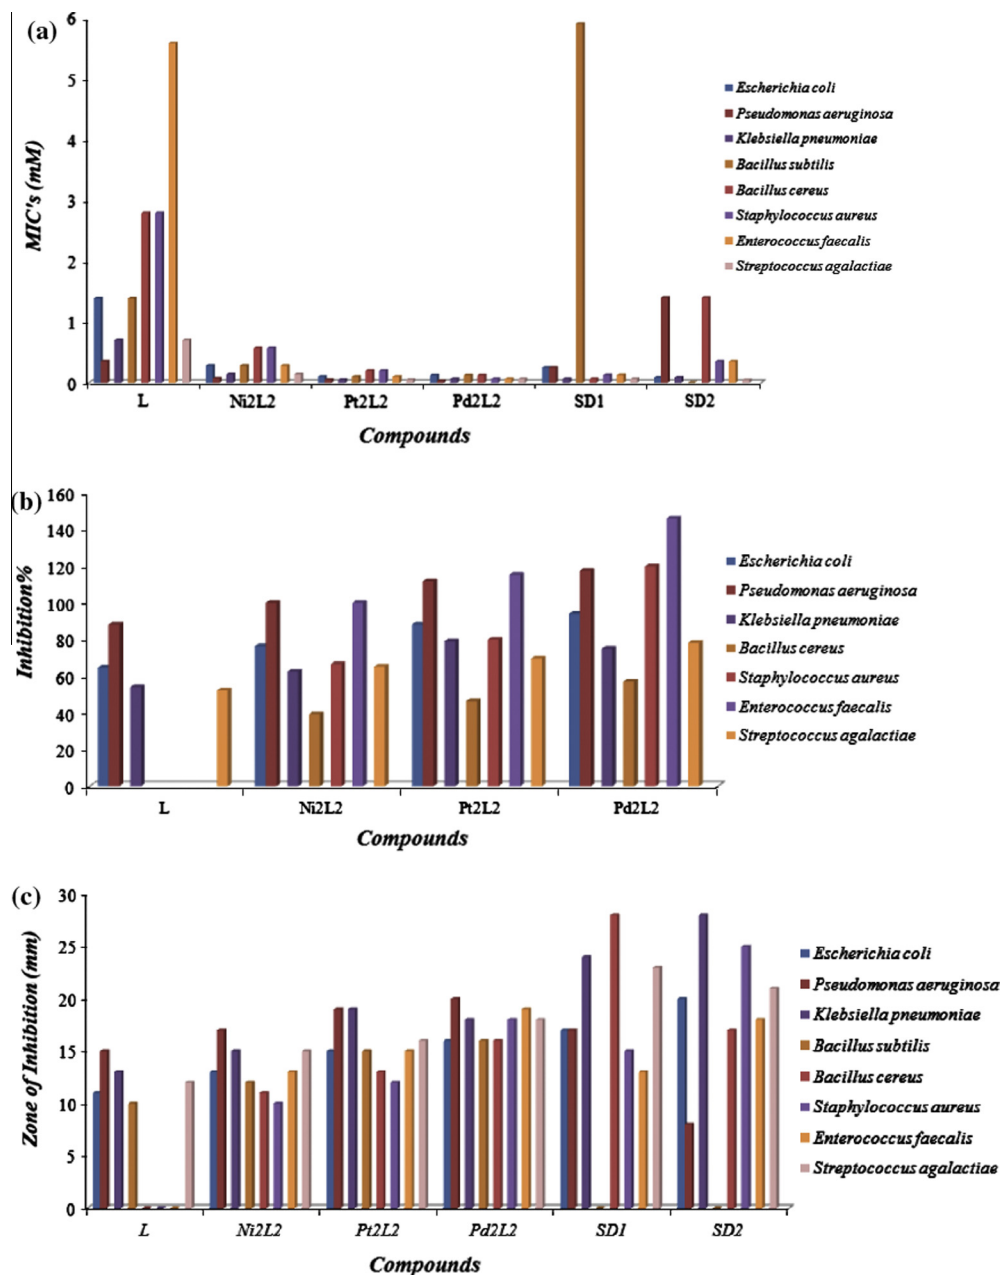 (a)
6
5
4
3
2
1
0
MIC's (mM)
L Ni2L2 Pt2L2 Pd2L2 SD1 SD2
Compounds
Escherichia coli
Pseudomonas aeruginosa
Klebsiella pneumoniae
Bacillus subtilis
Bacillus cereus
Staphylococcus aureus
Enterococcus faecalis
Streptococcus agalactiae
(b)
160
140
120
100
80
60
40
20
0
Inhibition%
L Ni2L2 Pt2L2 Pd2L2
Compounds
Escherichia coli
Pseudomonas aeruginosa
Klebsiella pneumoniae
Bacillus cereus
Staphylococcus aureus
Enterococcus faecalis
Streptococcus agalactiae
(c)
30
25
20
15
10
5
0
Zone of Inhibition (mm)
L Ni2L2 Pt2L2 Pd2L2 SD1 SD2
Compounds
Escherichia coli
Pseudomonas aeruginosa
Klebsiella pneumoniae
Bacillus subtilis
Bacillus cereus
Staphylococcus aureus
Enterococcus faecalis
Streptococcus agalactiae